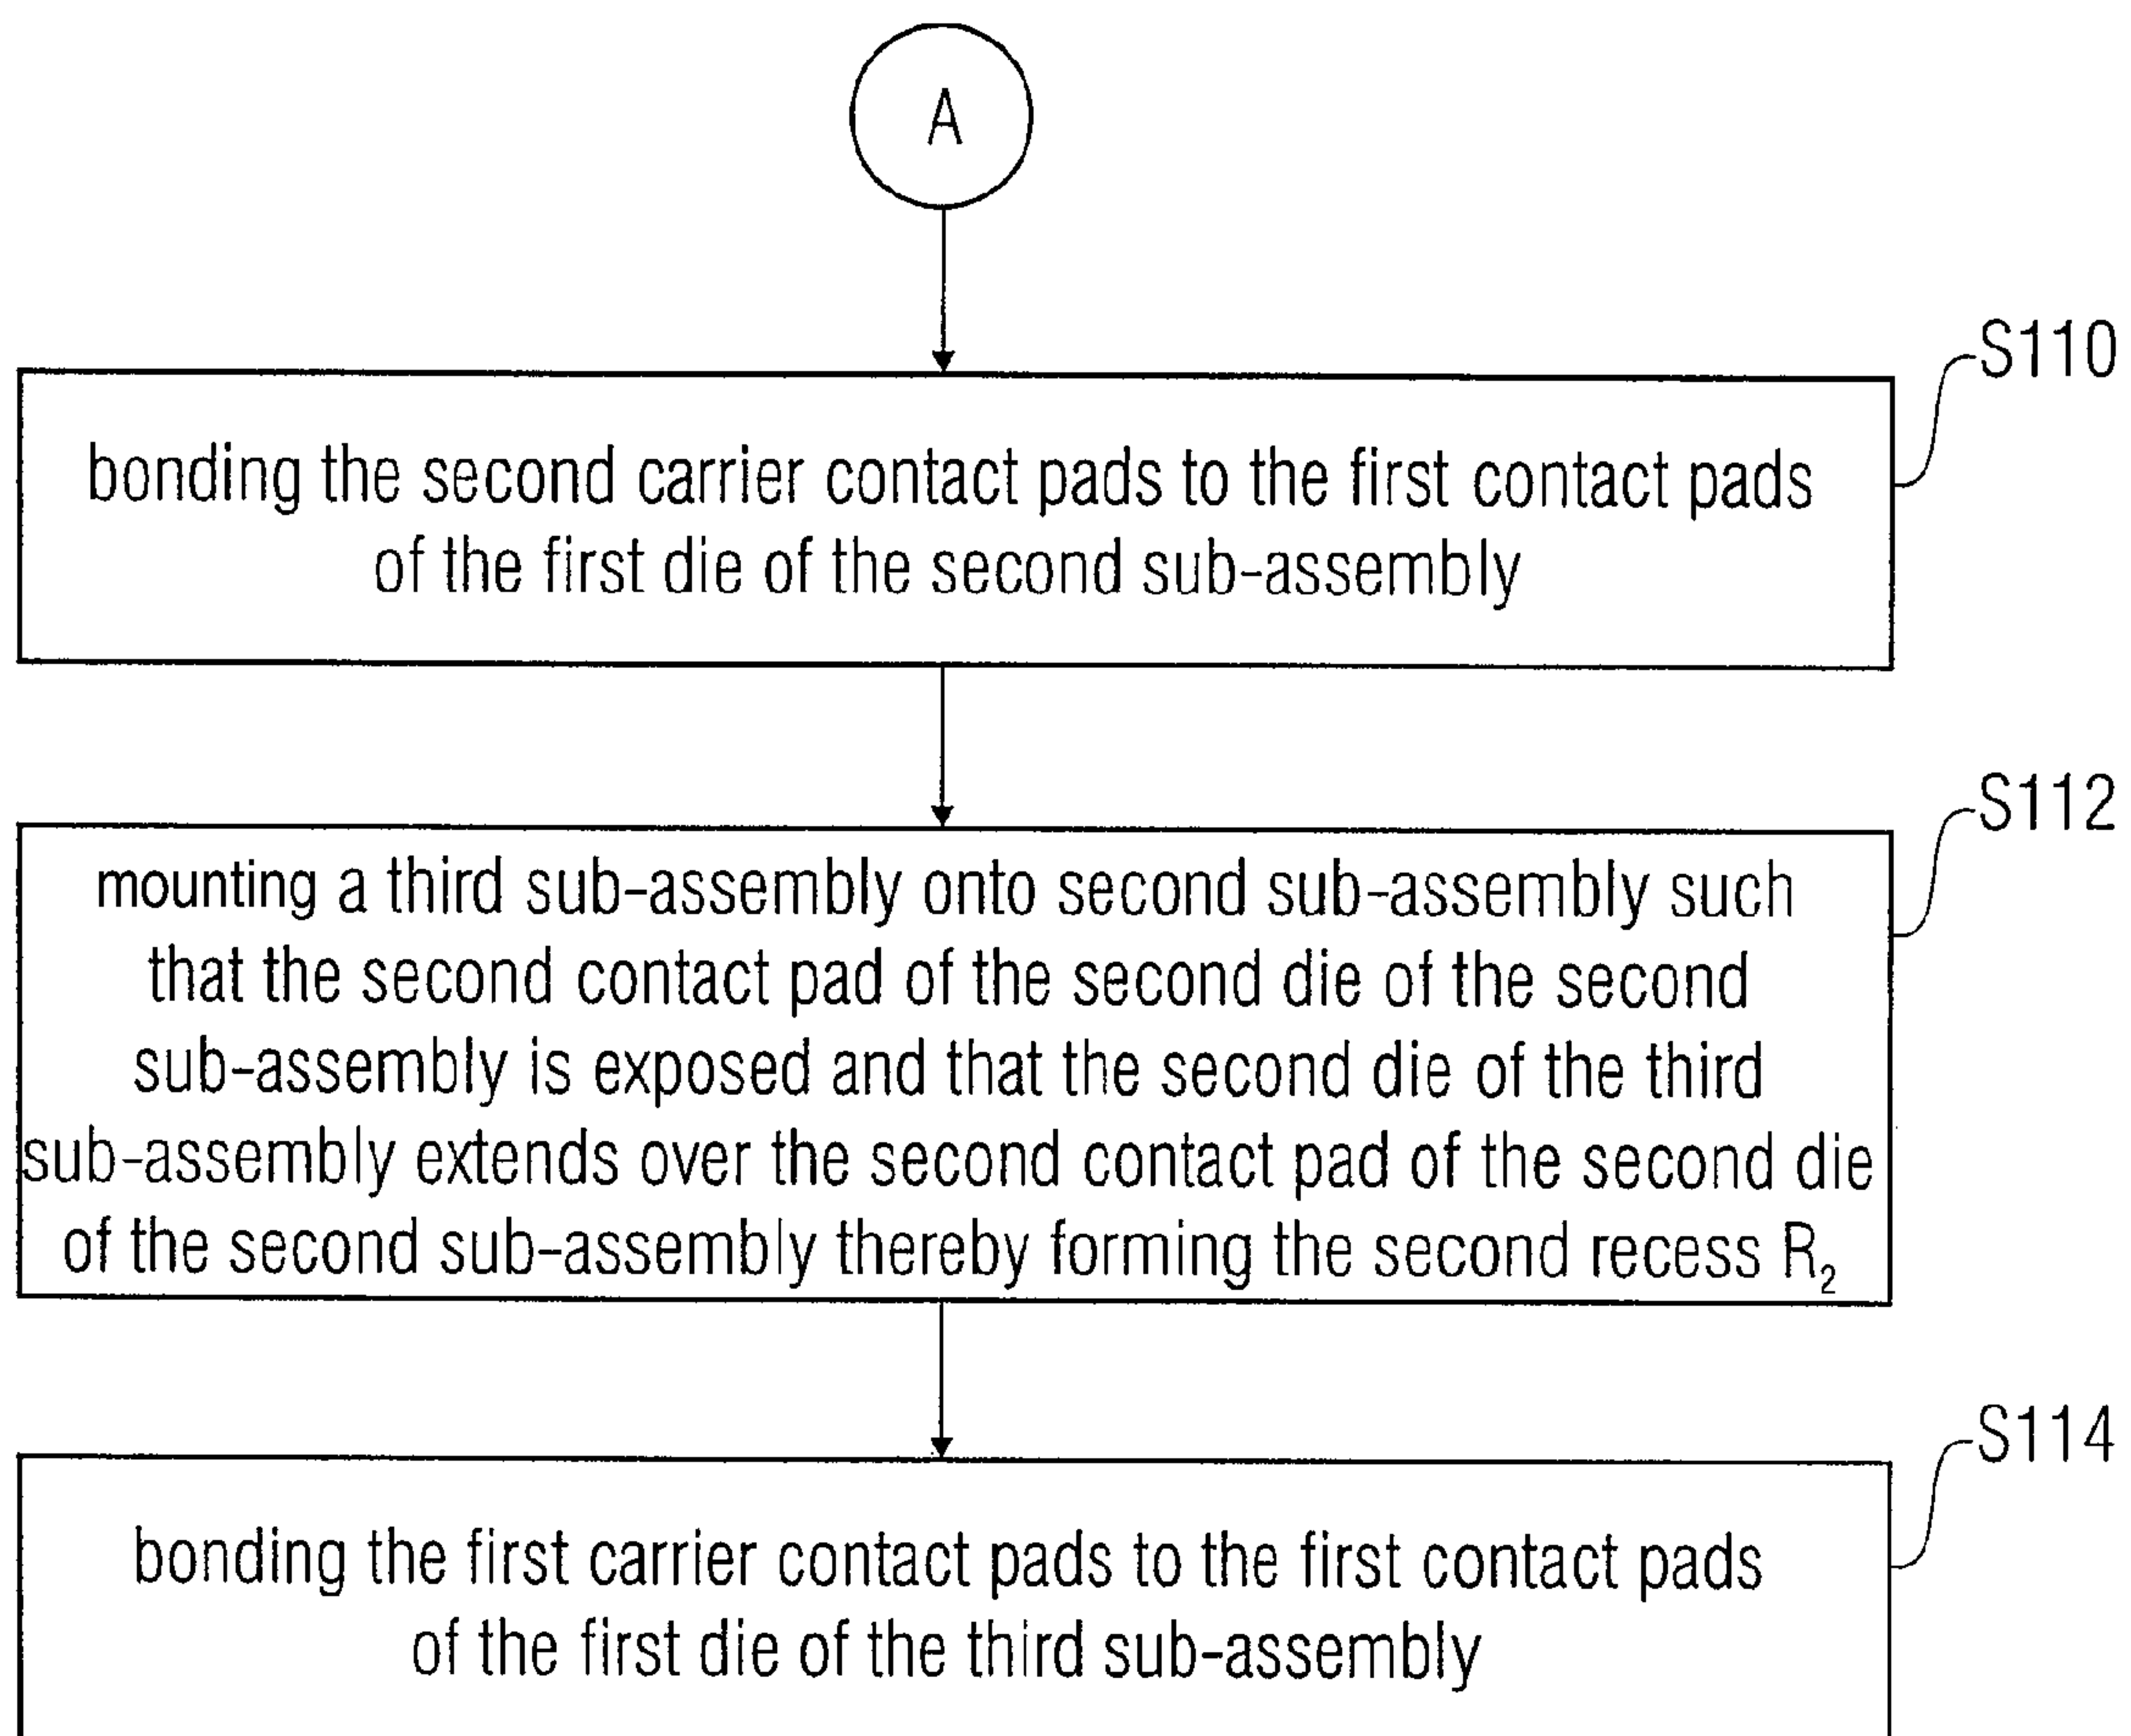 A
S110
bonding the second carrier contact pads to the first contact pads
of the first die of the second sub-assembly
S112
mounting a third sub-assembly onto second sub-assembly such
that the second contact pad of the second die of the second
sub-assembly is exposed and that the second die of the third
sub-assembly extends over the second contact pad of the second die
of the second sub-assembly thereby forming the second recess R₂
S114
bonding the first carrier contact pads to the first contact pads
of the first die of the third sub-assembly